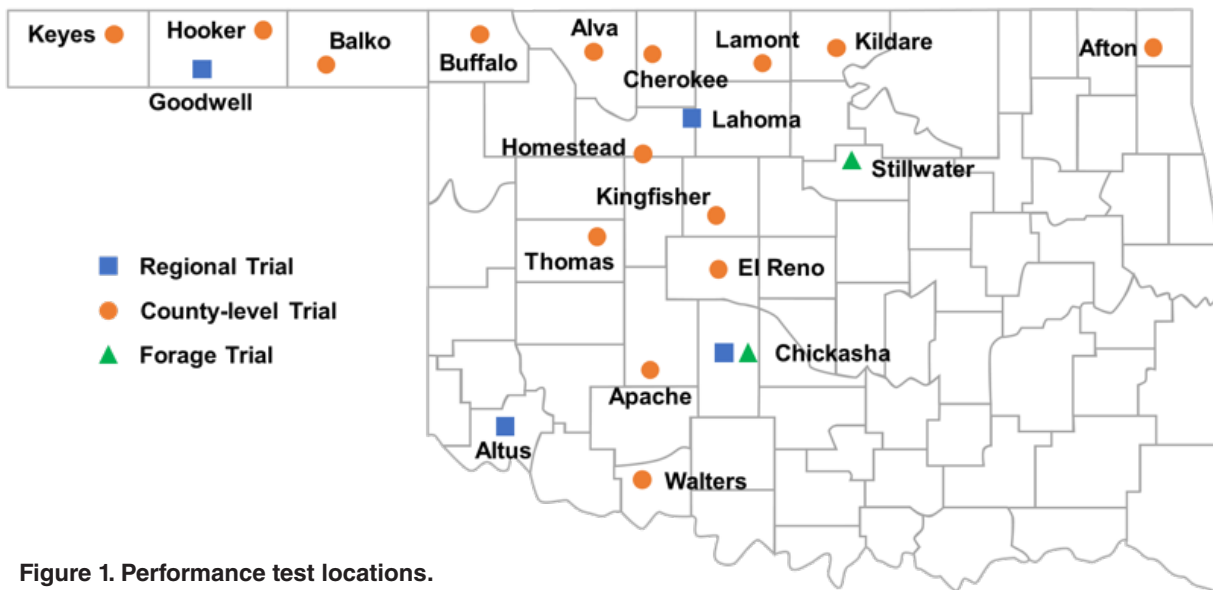 Keyes
Hooker
Balko
Goodwell
Buffalo
Alva
Cherokee
Lamont
Kildare
Afton
Lahoma
Homestead
Stillwater
Kingfisher
Thomas
El Reno
Regional Trial
County-level Trial
Forage Trial
Chickasha
Apache
Altus
Walters
Figure 1. Performance test locations.